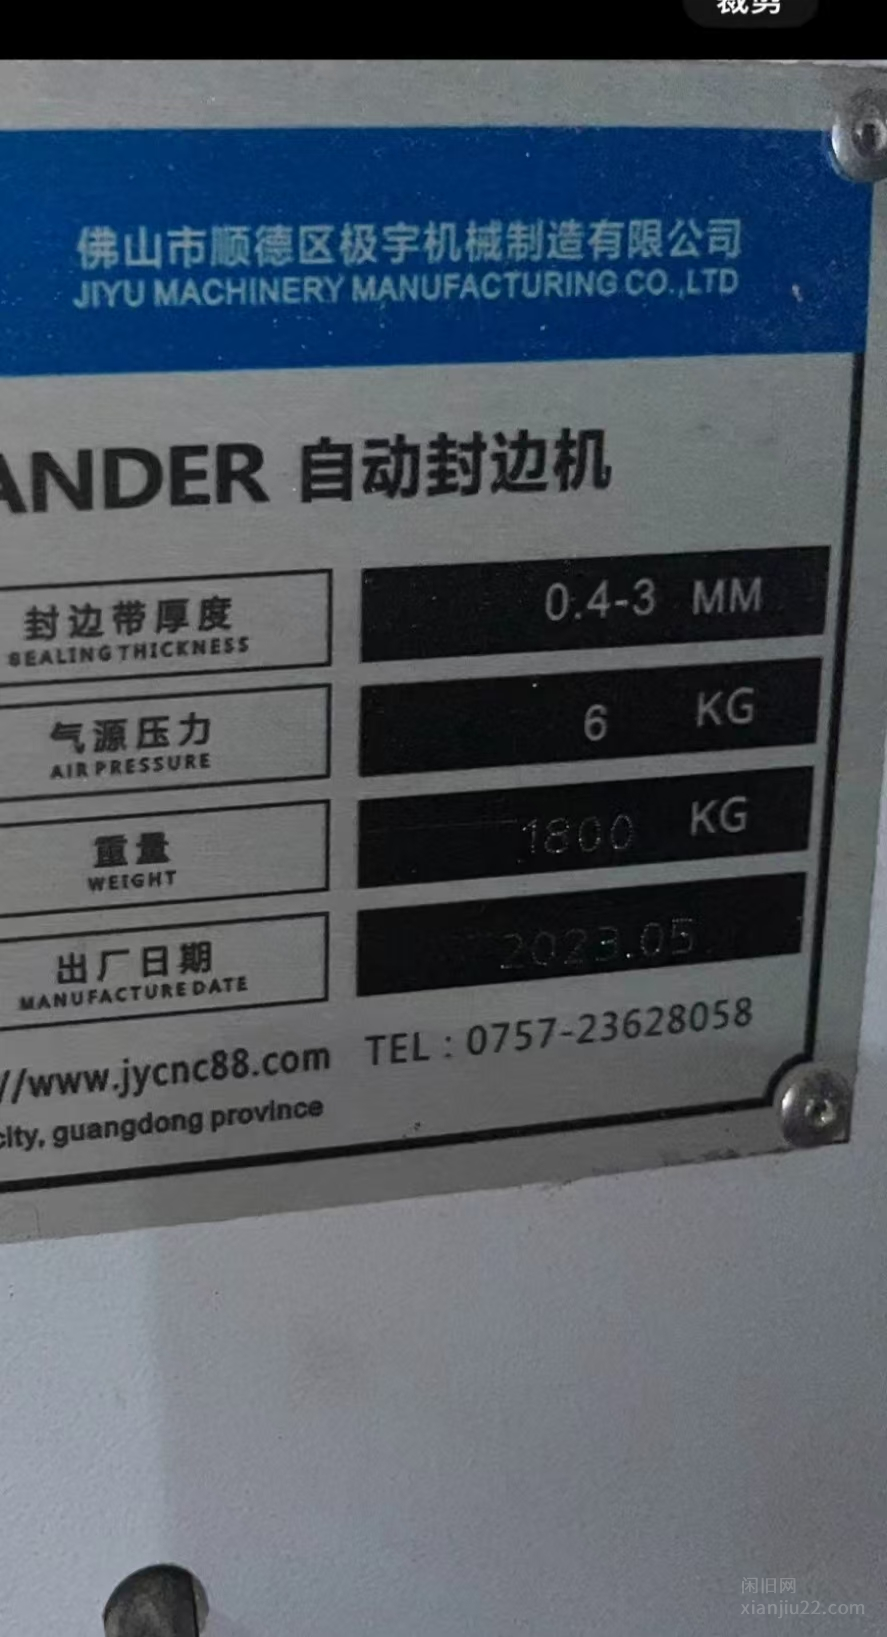 裁剪
佛山市顺德区极宇机械制造有限公司
JIYU MACHINERY MANUFACTURING CO.,LTD
ANDER 自动封边机
封边带厚度 0.4-3 MM
SEALING THICKNESS
气源压力 6 KG
AIR PRESSURE
重量 1800 KG
WEIGHT
出厂日期 2023.05
MANUFACTURE DATE
//www.jycnc88.com TEL : 0757-23628058
city, guangdong province
闲旧网
xianjiu22.com